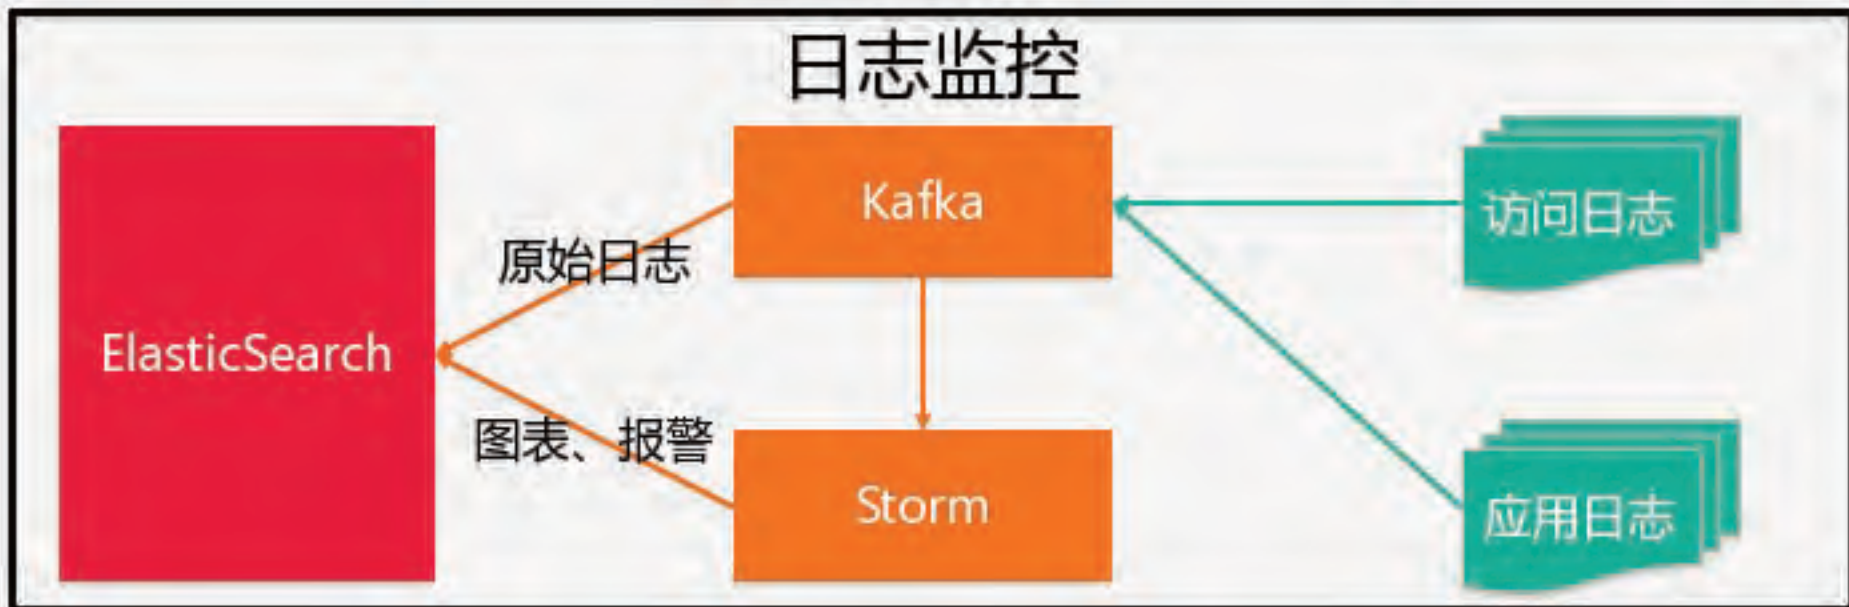 日志监控
Kafka
访问日志
原始日志
ElasticSearch
图表、报警
Storm
应用日志